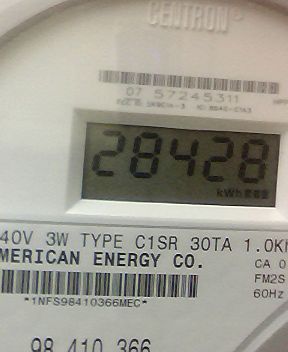 CENTRON®
07 57245311
28428
kWh
40V 3W TYPE C1SR 30TA 1.0K
MERICAN ENERGY CO. CA 0
FM2S
*1NFS98410366MEC* 60Hz
98 410 366